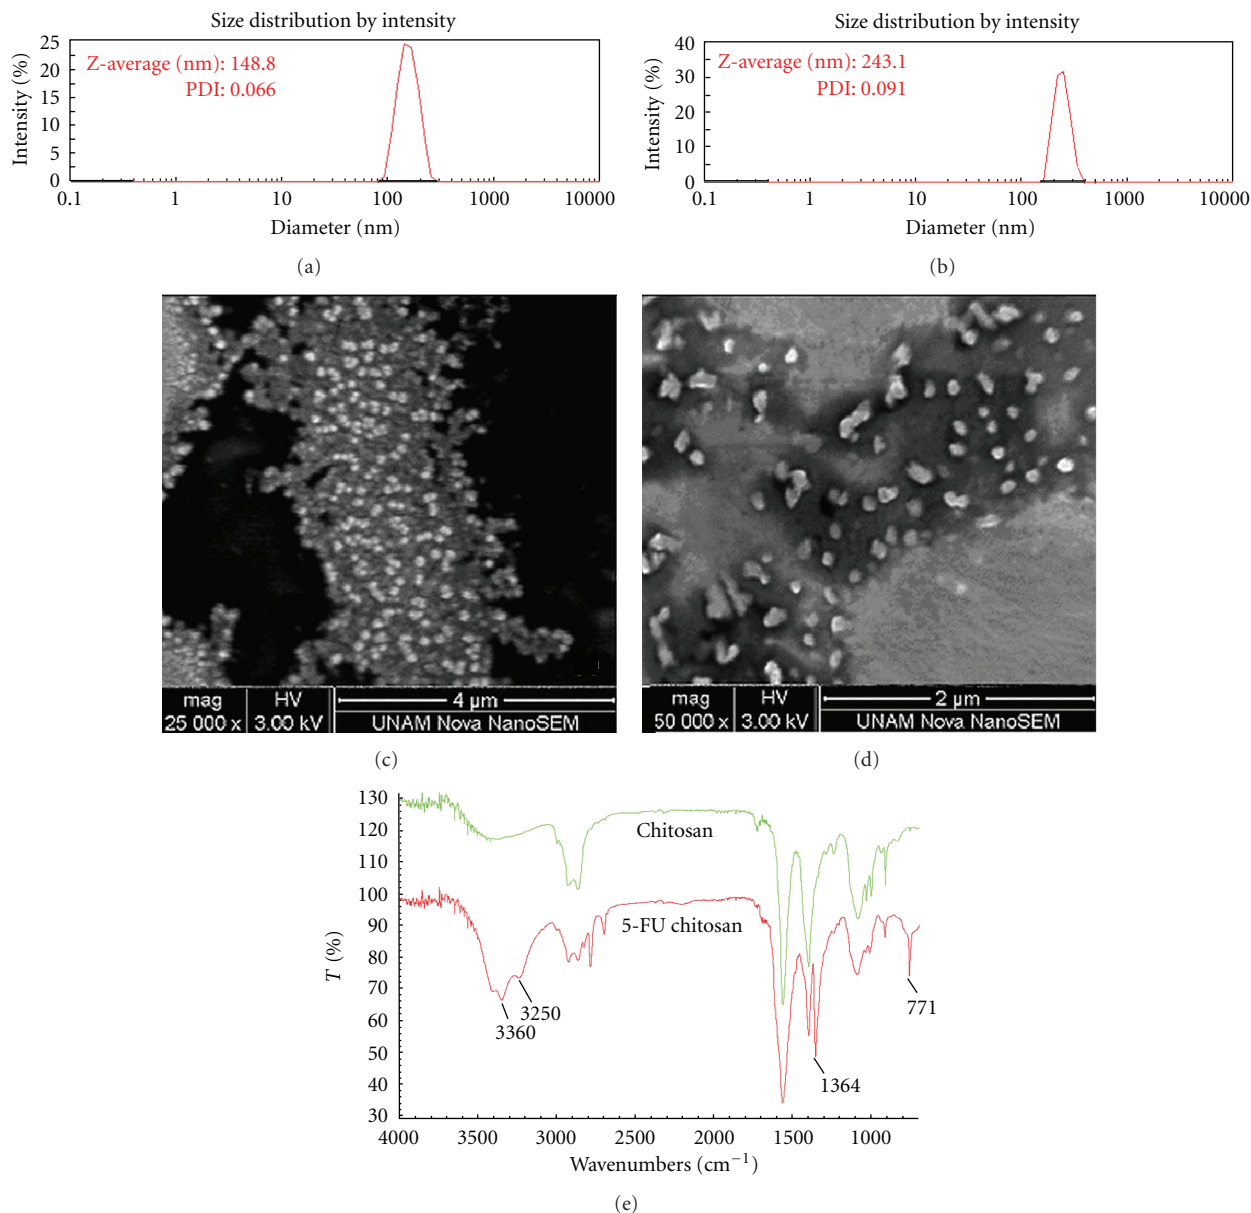 Size distribution by intensity
Z-average (nm): 148.8
PDI: 0.066
Intensity (%)
25
20
15
10
5
0
0.1 1 10 100 1000 10000
Diameter (nm)
(a)
Size distribution by intensity
Z-average (nm): 243.1
PDI: 0.091
Intensity (%)
40
30
20
10
0
0.1 1 10 100 1000 10000
Diameter (nm)
(b)
mag HV 4 µm
25 000 x 3.00 kV UNAM Nova NanoSEM
(c)
mag HV 2 µm
50 000 x 3.00 kV UNAM Nova NanoSEM
(d)
T (%)
130
120
110
100
90
80
70
60
50
40
30
Chitosan
5-FU chitosan
3250
3360
771
1364
4000 3500 3000 2500 2000 1500 1000
Wavenumbers (cm⁻¹)
(e)